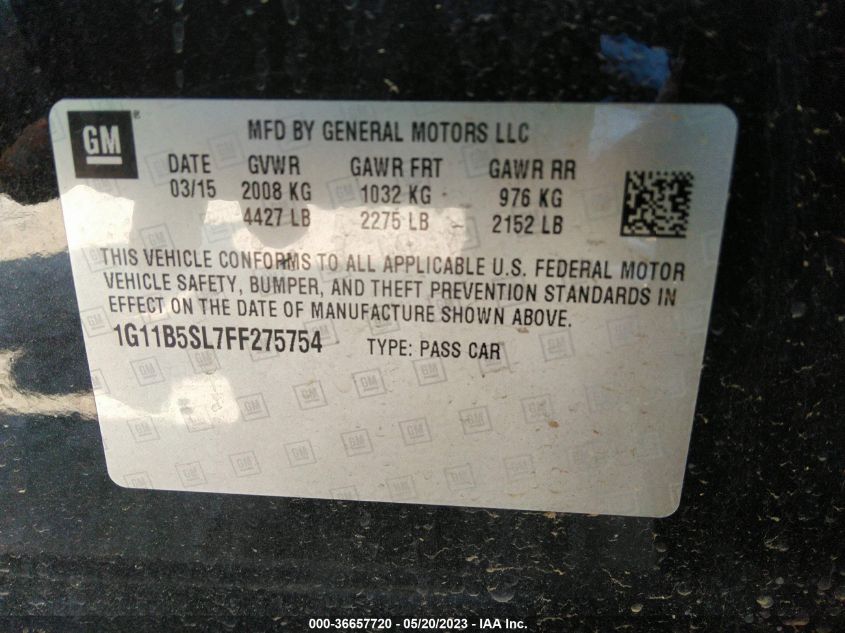 GM ®
MFD BY GENERAL MOTORS LLC
DATE GVWR GAWR FRT GAWR RR
03/15 2008 KG 1032 KG 976 KG
4427 LB 2275 LB 2152 LB
THIS VEHICLE CONFORMS TO ALL APPLICABLE U.S. FEDERAL MOTOR
VEHICLE SAFETY, BUMPER, AND THEFT PREVENTION STANDARDS IN
EFFECT ON THE DATE OF MANUFACTURE SHOWN ABOVE.
1G11B5SL7FF275754 TYPE: PASS CAR
000-36657720 — 05/20/2023 — IAA Inc.